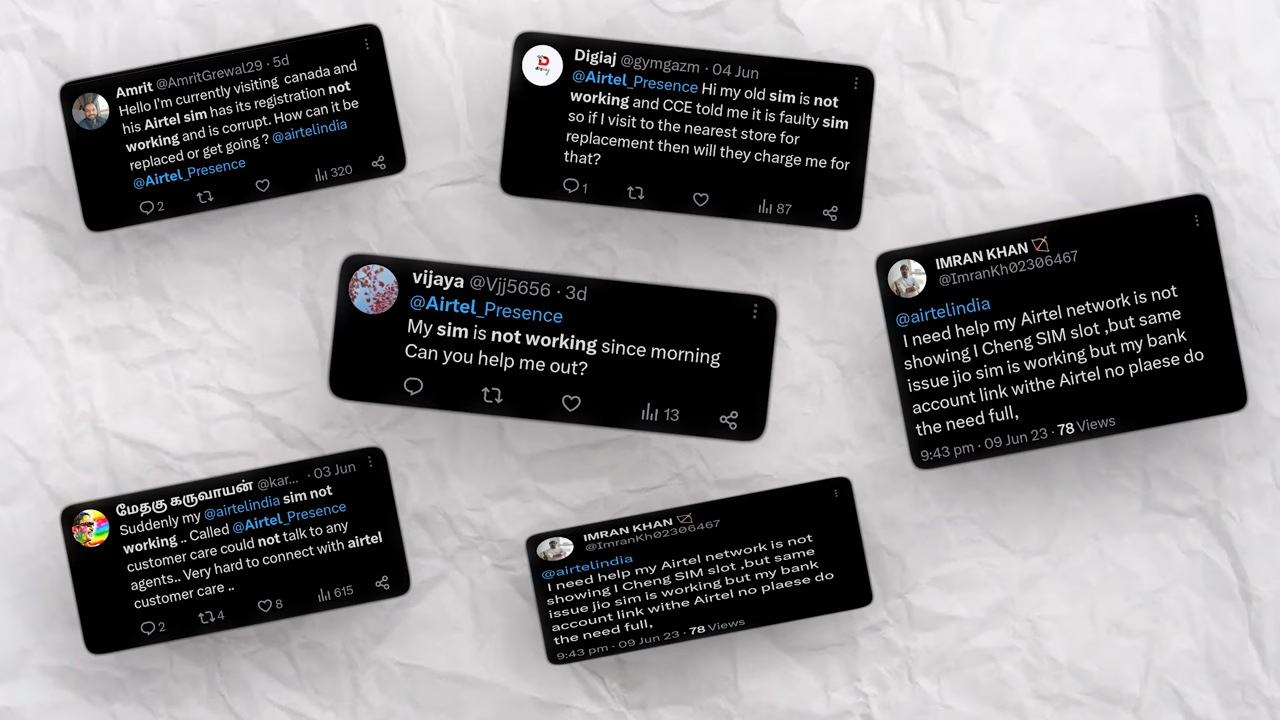 Amrit @AmritGrewal29 · 5d
Hello I'm currently visiting canada and
his Airtel sim has its registration not
working and is corrupt. How can it be
replaced or get going ? @airtelindia
@Airtel_Presence
2 320
Digiaj @gymgazm · 04 Jun
@Airtel_Presence Hi my old sim is not
working and CCE told me it is faulty sim
so if I visit to the nearest store for
replacement then will they charge me for
that?
1 87
vijaya @Vjj5656 · 3d
@Airtel_Presence
My sim is not working since morning
Can you help me out?
13
IMRAN KHAN
@ImranKh02306467
@airtelindia
I need help my Airtel network is not
showing I Cheng SIM slot ,but same
issue jio sim is working but my bank
account link withe Airtel no plaese do
the need full,
9:43 pm · 09 Jun 23 · 78 Views
மேதகு கருவாயன் @kar... · 03 Jun
Suddenly my @airtelindia sim not
working .. Called @Airtel_Presence
customer care could not talk to any
agents.. Very hard to connect with airtel
customer care ..
2 4 8 615
IMRAN KHAN
@ImranKh02306467
@airtelindia
I need help my Airtel network is not
showing I Cheng SIM slot ,but same
issue jio sim is working but my bank
account link withe Airtel no plaese do
the need full,
9:43 pm · 09 Jun 23 · 78 Views